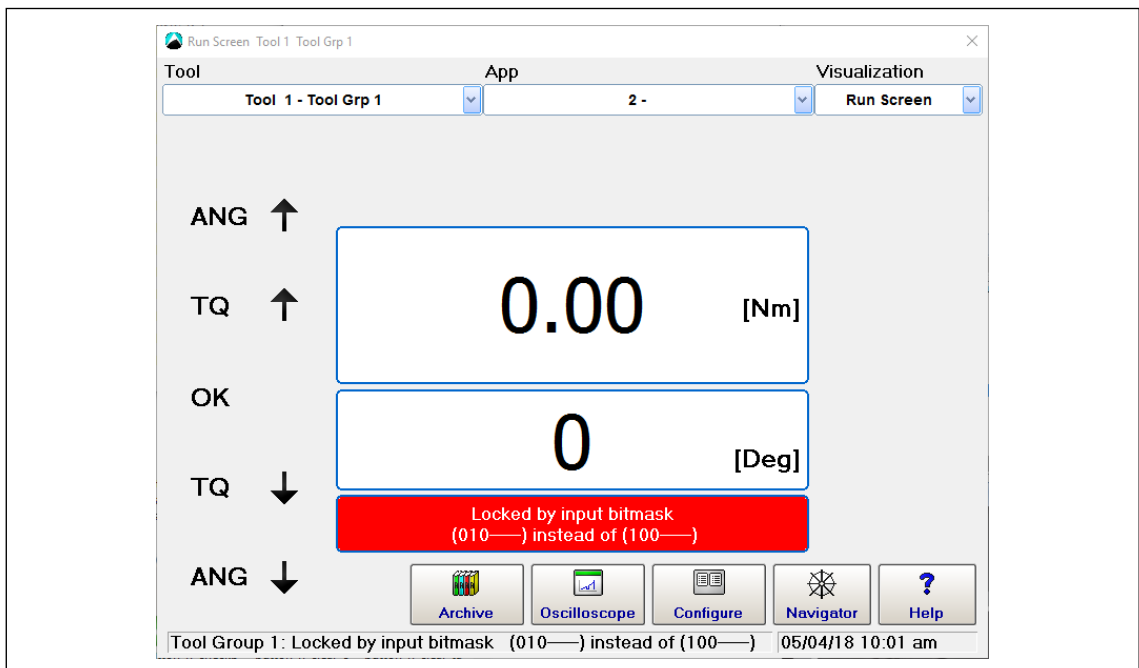 Run Screen Tool 1 Tool Grp 1
Tool App Visualization
Tool 1 - Tool Grp 1 2 - Run Screen
ANG ↑
TQ ↑
0.00 [Nm]
OK
0 [Deg]
TQ ↓
Locked by input bitmask
(010-----) instead of (100-----)
ANG ↓
Archive Oscilloscope Configure Navigator ? Help
Tool Group 1: Locked by input bitmask (010-----) instead of (100-----) 05/04/18 10:01 am